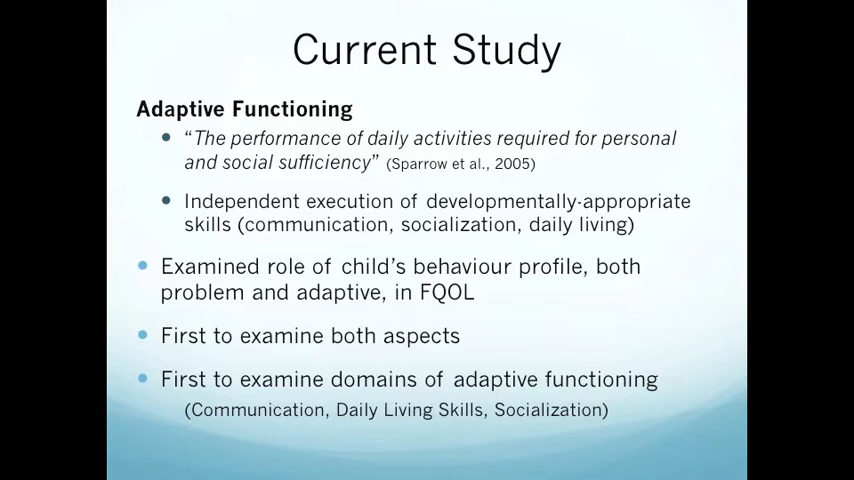 Current Study
Adaptive Functioning
• “The performance of daily activities required for personal
and social sufficiency” (Sparrow et al., 2005)
• Independent execution of developmentally-appropriate
skills (communication, socialization, daily living)
• Examined role of child’s behaviour profile, both
problem and adaptive, in FQOL
• First to examine both aspects
• First to examine domains of adaptive functioning
(Communication, Daily Living Skills, Socialization)